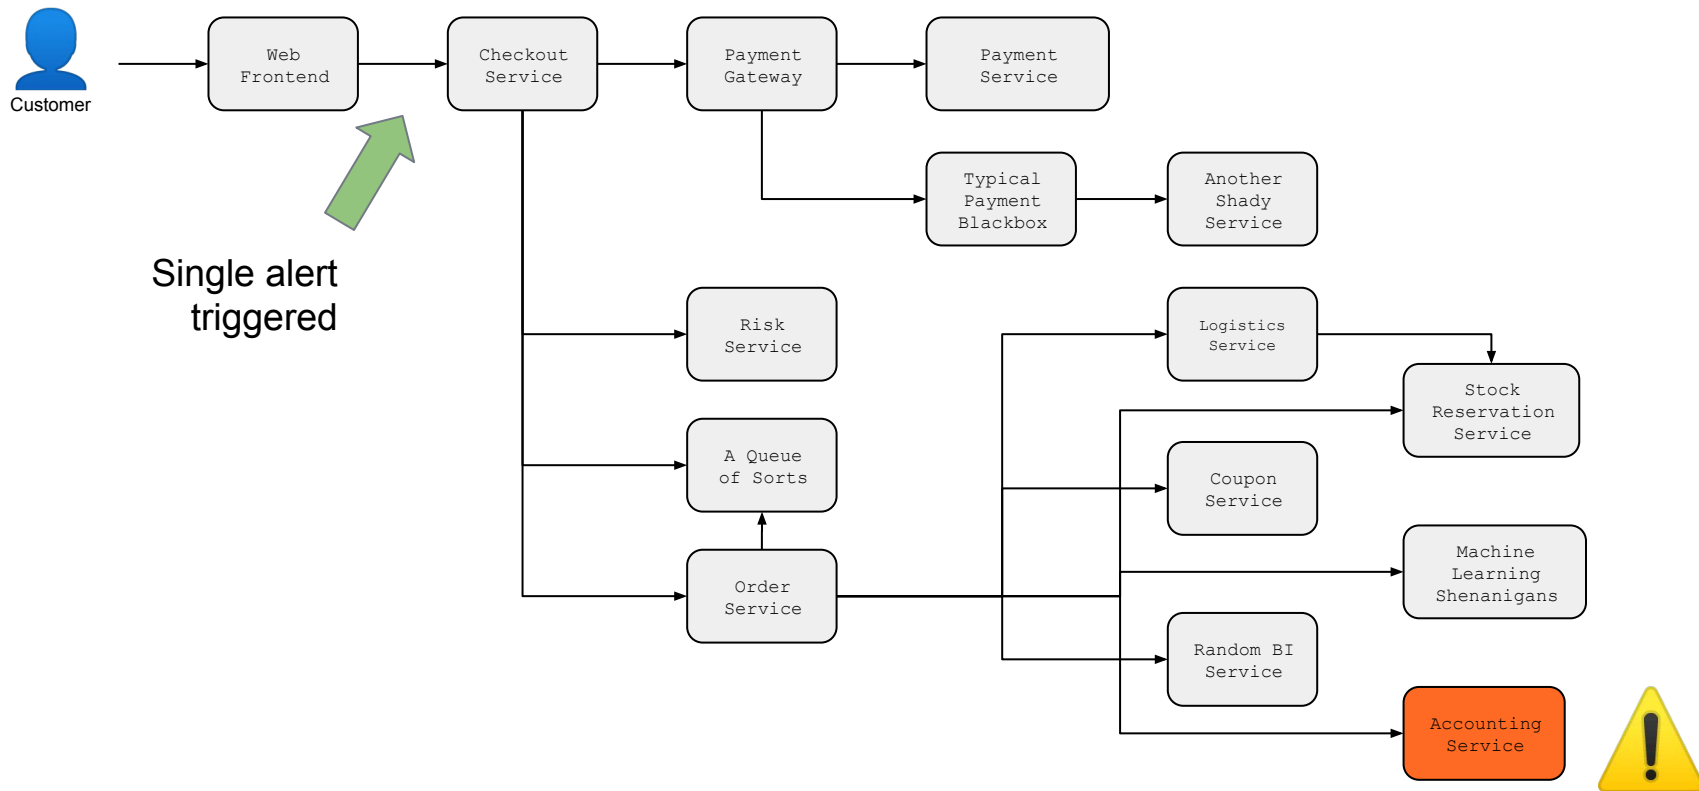 Customer
Web
Frontend
Checkout
Service
Payment
Gateway
Payment
Service
Typical
Payment
Blackbox
Another
Shady
Service
Single alert
triggered
Risk
Service
Logistics
Service
Stock
Reservation
Service
A Queue
of Sorts
Coupon
Service
Order
Service
Machine
Learning
Shenanigans
Random BI
Service
Accounting
Service